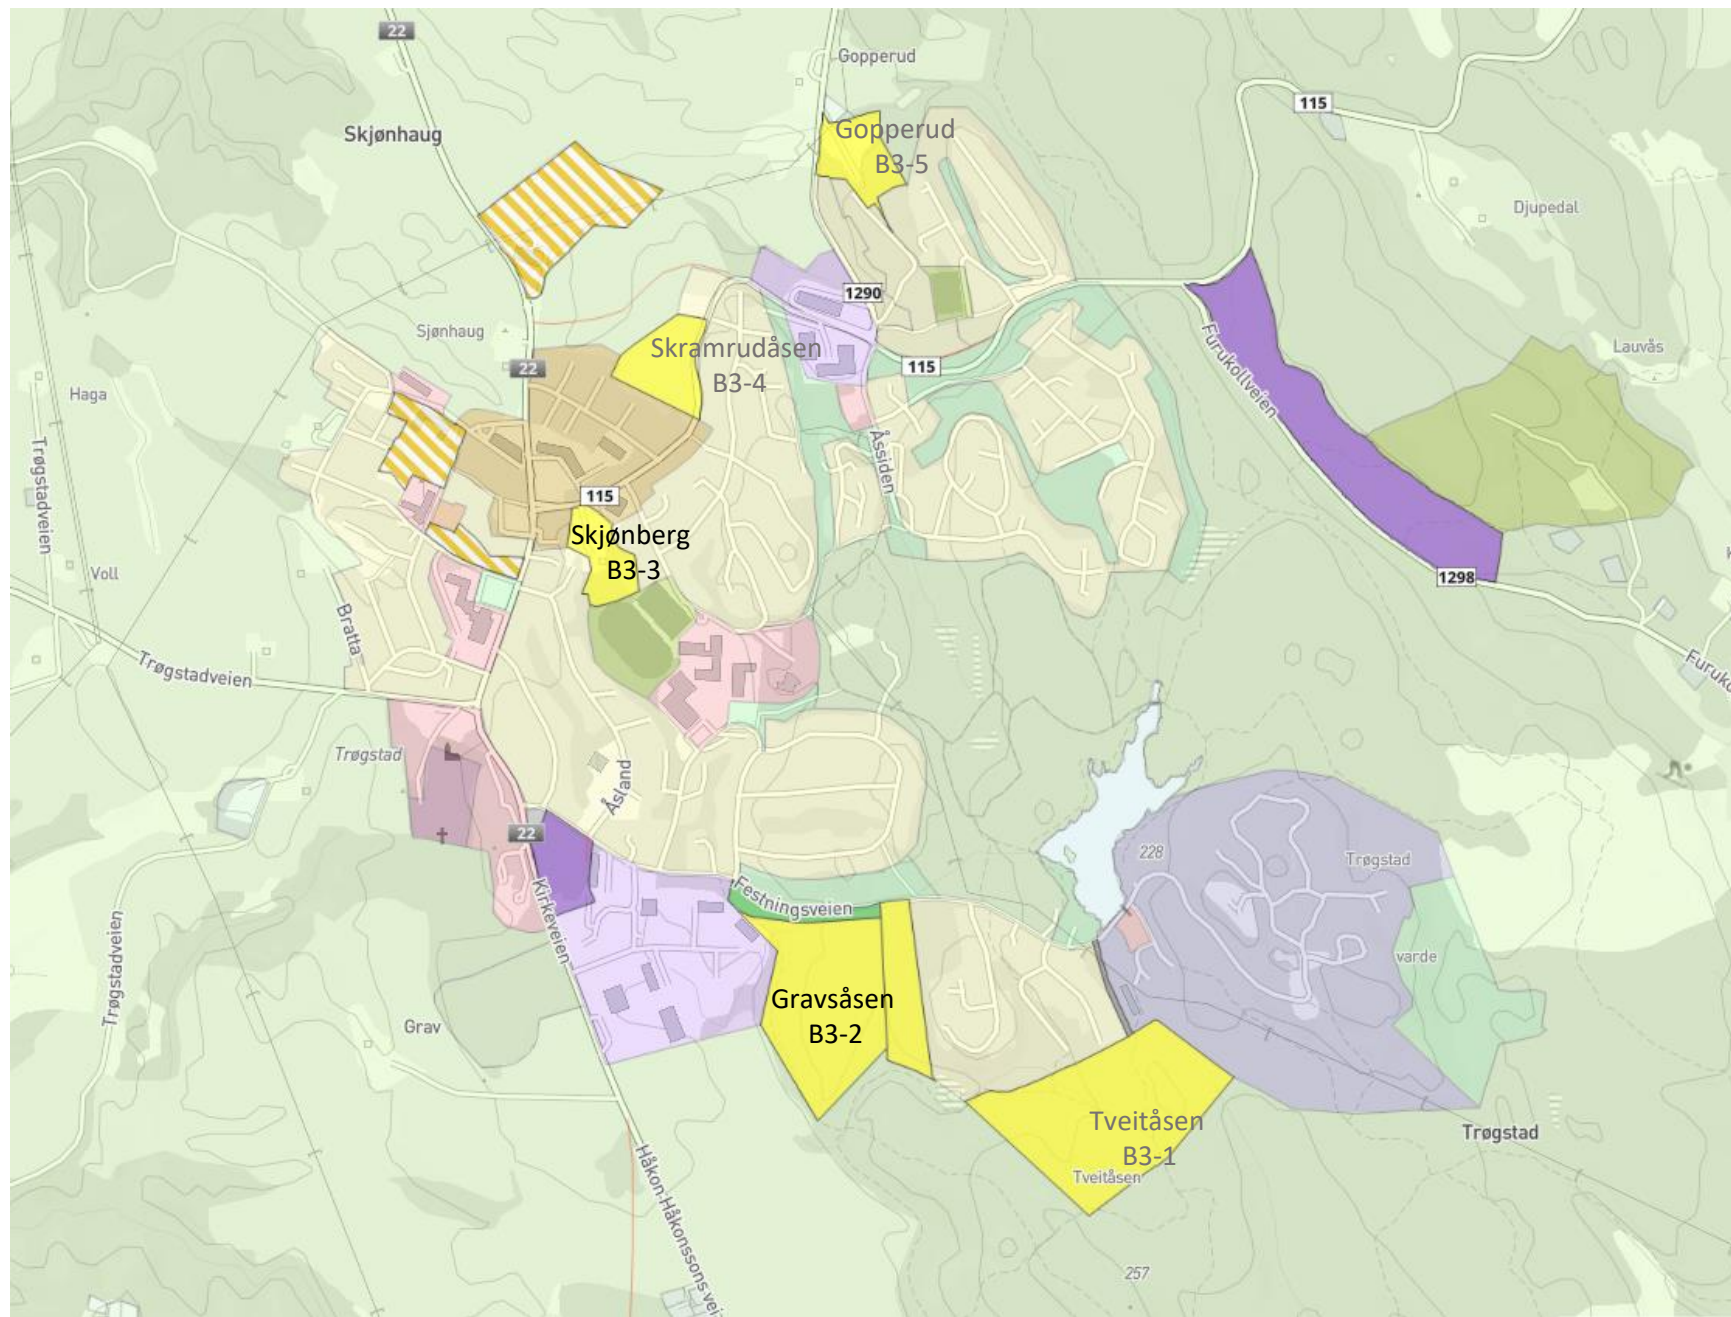 22
Gopperud
115
Skjønhaug
Gopperud
B3-5
Djupedal
1290
Sjønhaug
22
Skramrudåsen
B3-4
115
Furukollveien
Lauvås
Haga
Trøgstadveien
Åssiden
115
Skjønberg
B3-3
Voll
1298
Bratta
Trøgstadveien
Furuko
Trøgstad
Åsland
22
228
Trøgstad
Kirkeveien
Festningsveien
Trøgstadveien
varde
Gravsåsen
B3-2
Grav
Tveitåsen
B3-1
Tveitåsen
Trøgstad
Håkon Håkonssons vei
257